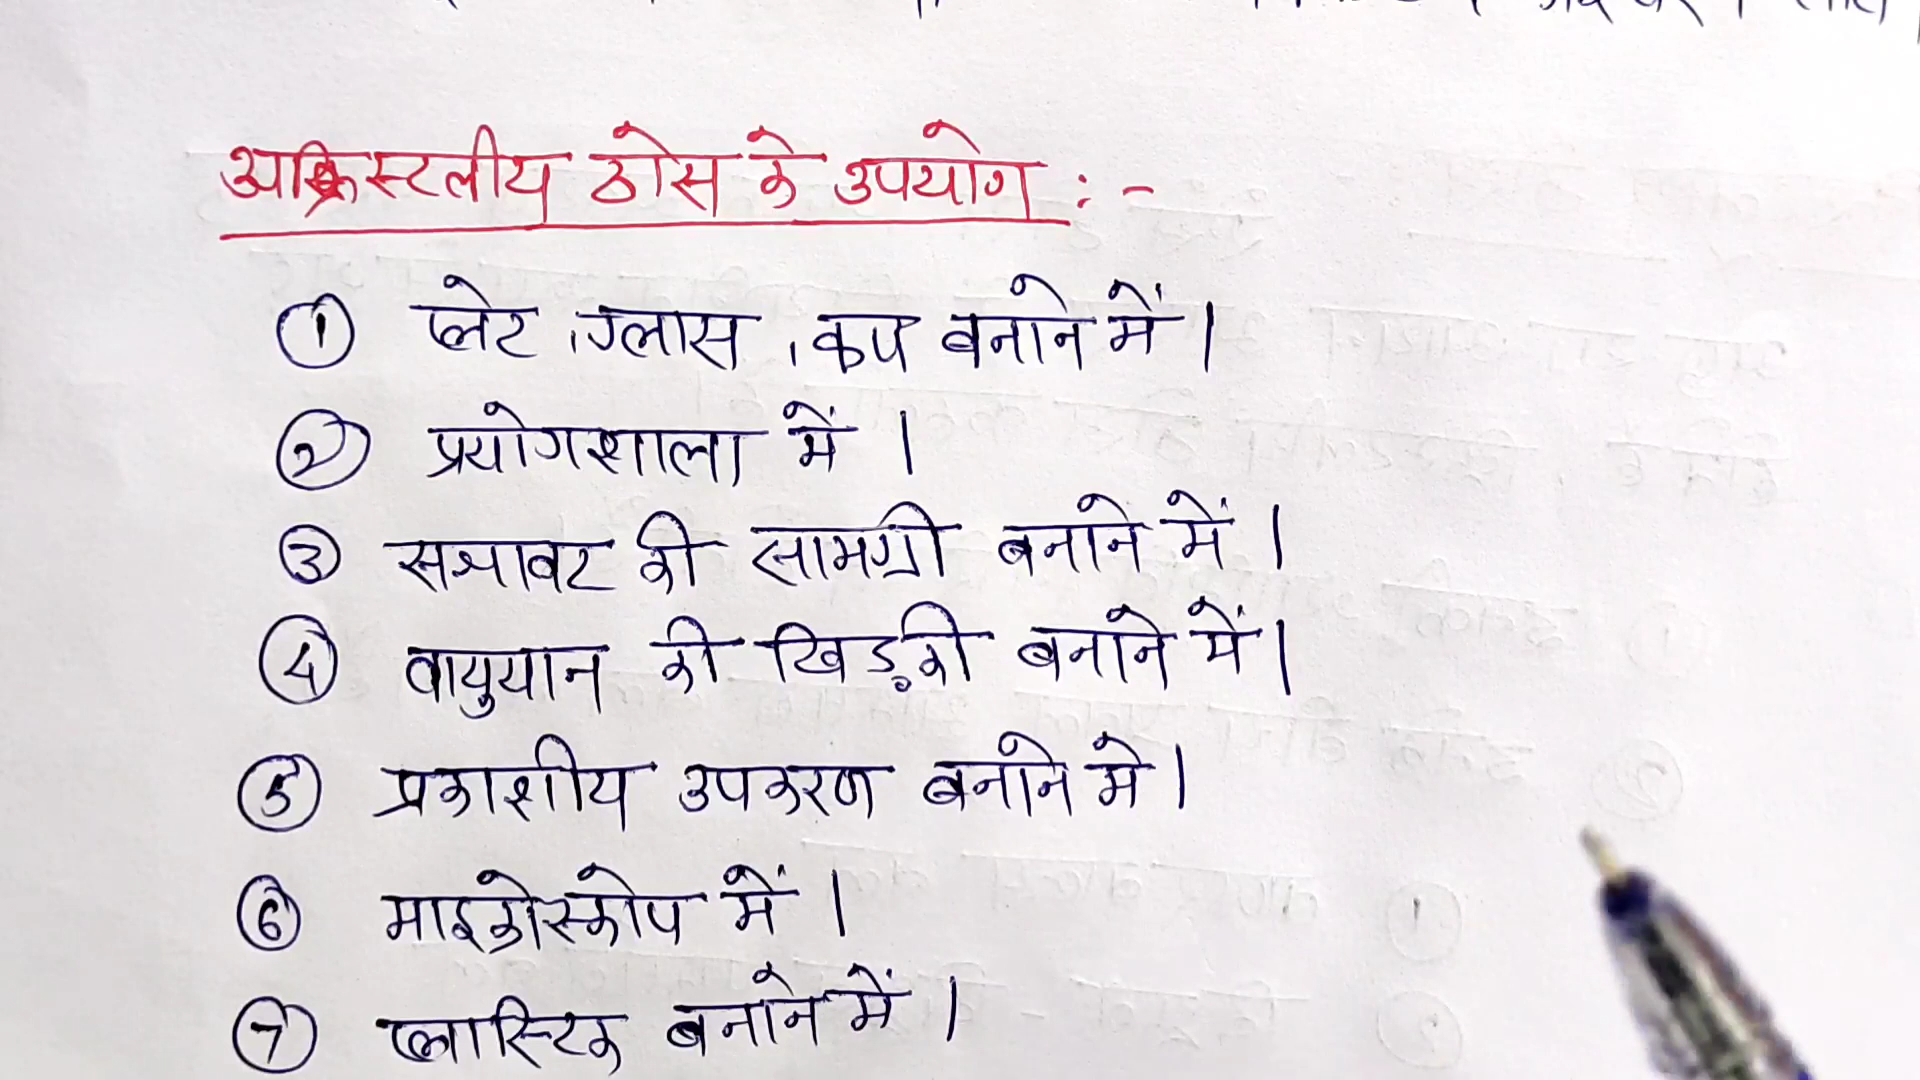 अक्रिस्टलीय ठोस के उपयोग :-
① प्लेट, ग्लास, कप बनाने में।
② प्रयोगशाला में।
③ सजावट की सामग्री बनाने में।
④ वायुयान की खिड़की बनाने में।
⑤ प्रकाशीय उपकरण बनाने मे।
⑥ माइक्रोस्कोप में।
⑦ प्लास्टिक बनाने में।